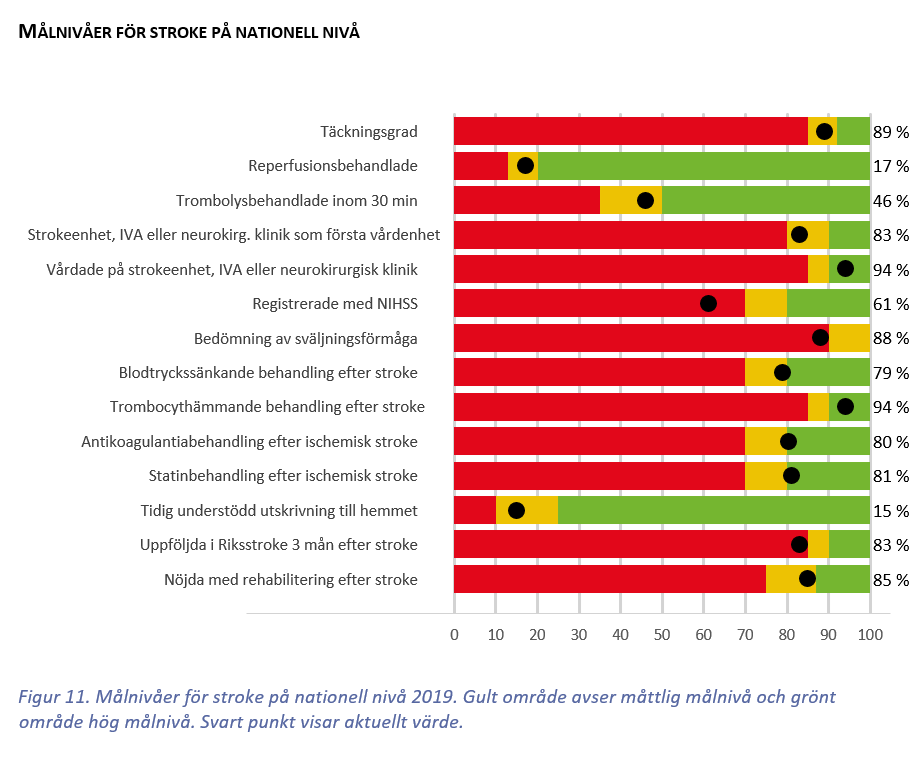 MÅLNIVÅER FÖR STROKE PÅ NATIONELL NIVÅ
Täckningsgrad 89 %
Reperfusionsbehandlade 17 %
Trombolysbehandlade inom 30 min 46 %
Strokeenhet, IVA eller neurokirg. klinik som första vårdenhet 83 %
Vårdade på strokeenhet, IVA eller neurokirurgisk klinik 94 %
Registrerade med NIHSS 61 %
Bedömning av sväljningsförmåga 88 %
Blodtryckssänkande behandling efter stroke 79 %
Trombocythämmande behandling efter stroke 94 %
Antikoagulantiabehandling efter ischemisk stroke 80 %
Statinbehandling efter ischemisk stroke 81 %
Tidig understödd utskrivning till hemmet 15 %
Uppföljda i Riksstroke 3 mån efter stroke 83 %
Nöjda med rehabilitering efter stroke 85 %
0 10 20 30 40 50 60 70 80 90 100
Figur 11. Målnivåer för stroke på nationell nivå 2019. Gult område avser måttlig målnivå och grönt
område hög målnivå. Svart punkt visar aktuellt värde.